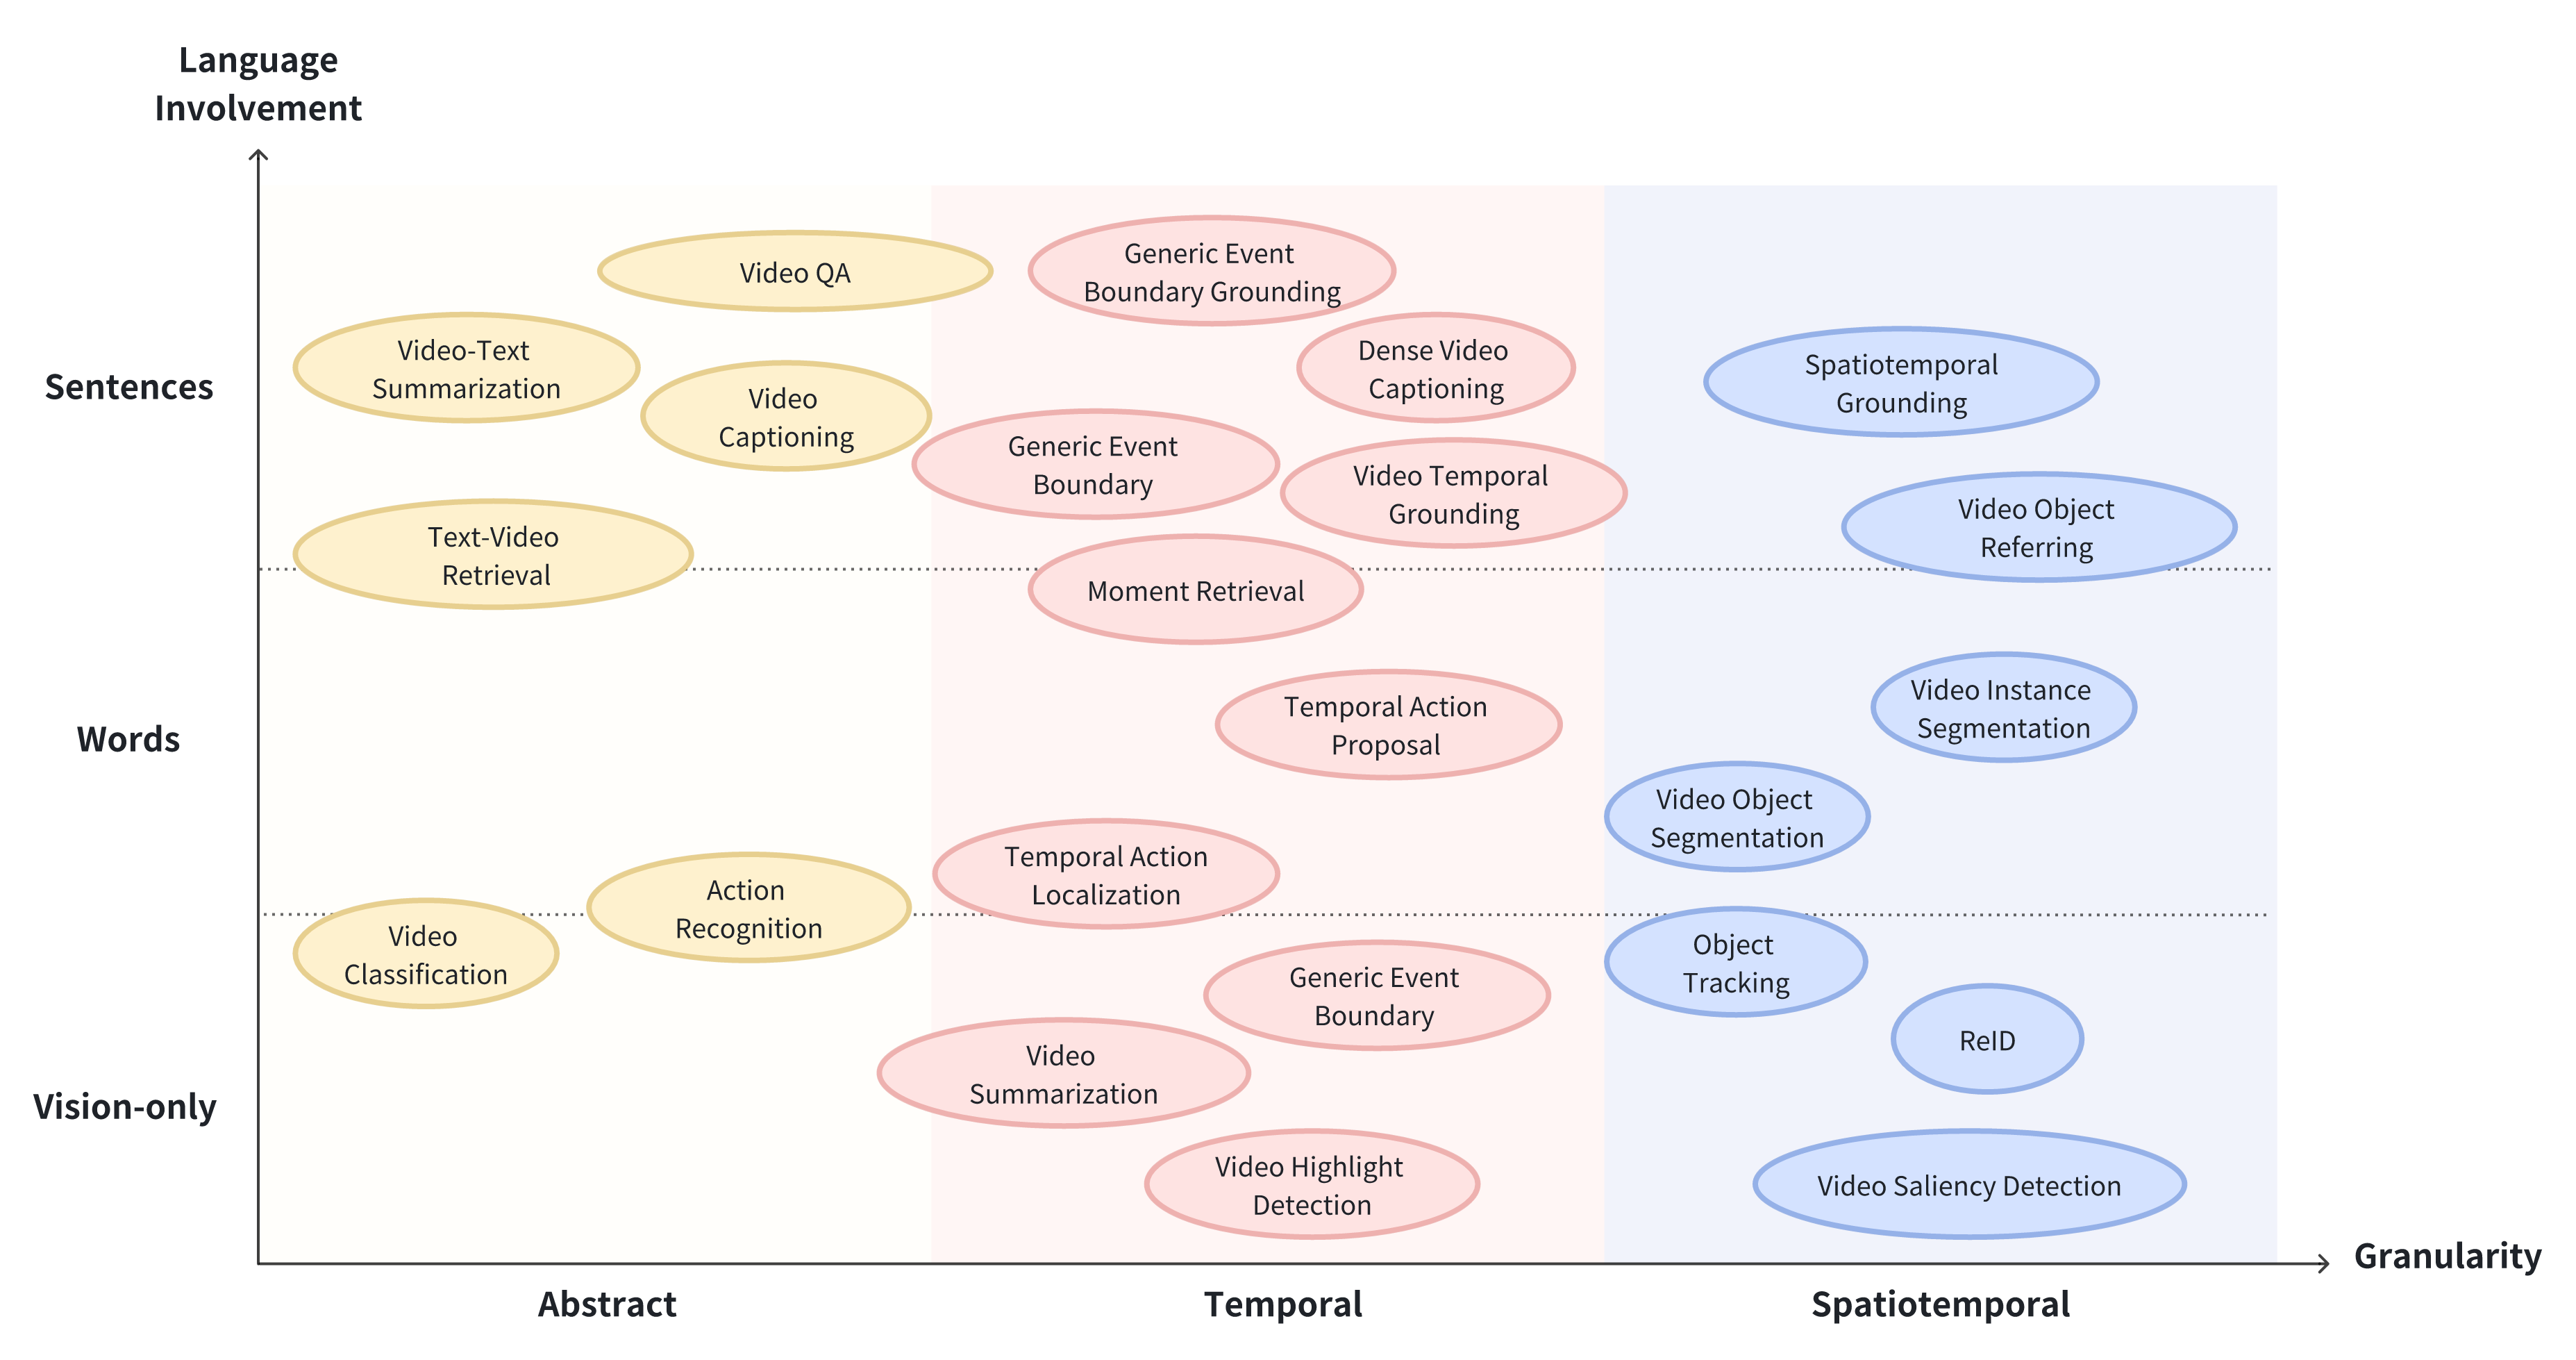 Language
Involvement
Video QA
Generic Event
Boundary Grounding
Video-Text
Summarization
Dense Video
Captioning
Spatiotemporal
Grounding
Sentences
Video
Captioning
Generic Event
Boundary
Video Temporal
Grounding
Video Object
Referring
Text-Video
Retrieval
Moment Retrieval
Temporal Action
Proposal
Video Instance
Segmentation
Words
Video Object
Segmentation
Temporal Action
Localization
Action
Recognition
Video
Classification
Object
Tracking
Generic Event
Boundary
ReID
Video
Summarization
Vision-only
Video Highlight
Detection
Video Saliency Detection
Granularity
Abstract
Temporal
Spatiotemporal